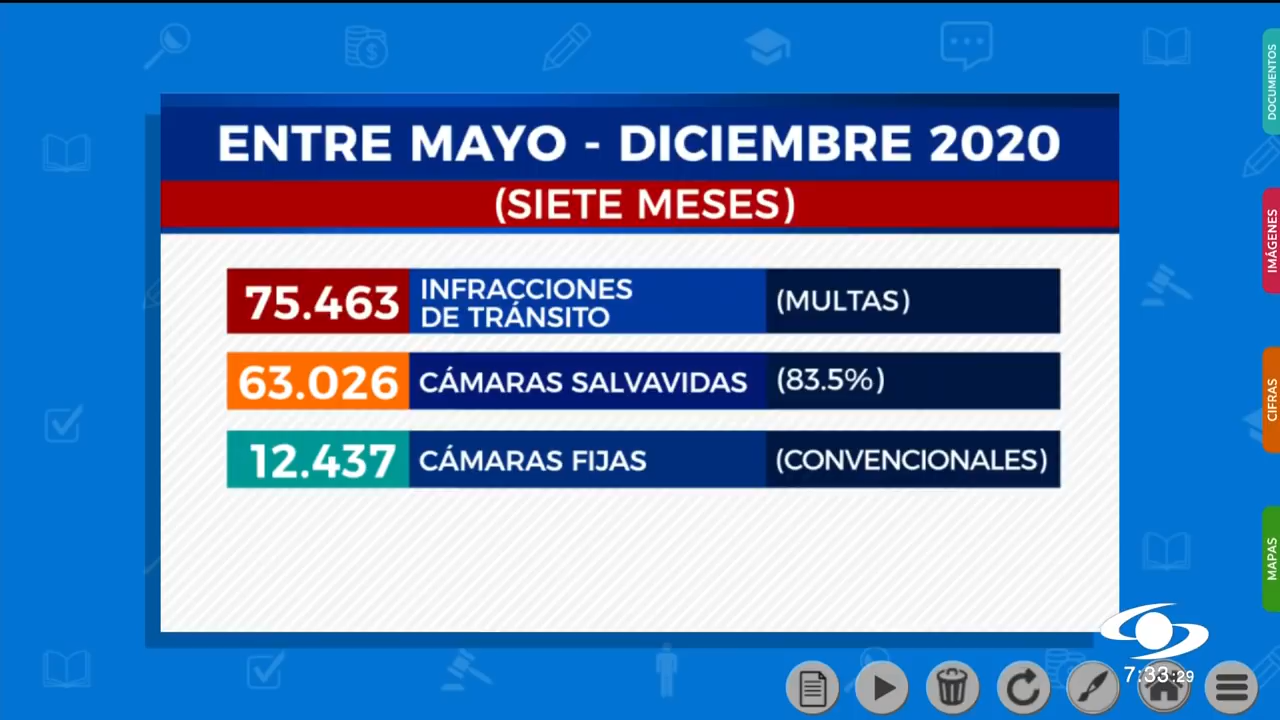 ENTRE MAYO - DICIEMBRE 2020
(SIETE MESES)
75.463 INFRACCIONES DE TRÁNSITO (MULTAS)
63.026 CÁMARAS SALVAVIDAS (83.5%)
12.437 CÁMARAS FIJAS (CONVENCIONALES)
DOCUMENTOS
IMÁGENES
CIFRAS
MAPAS
7:33:29